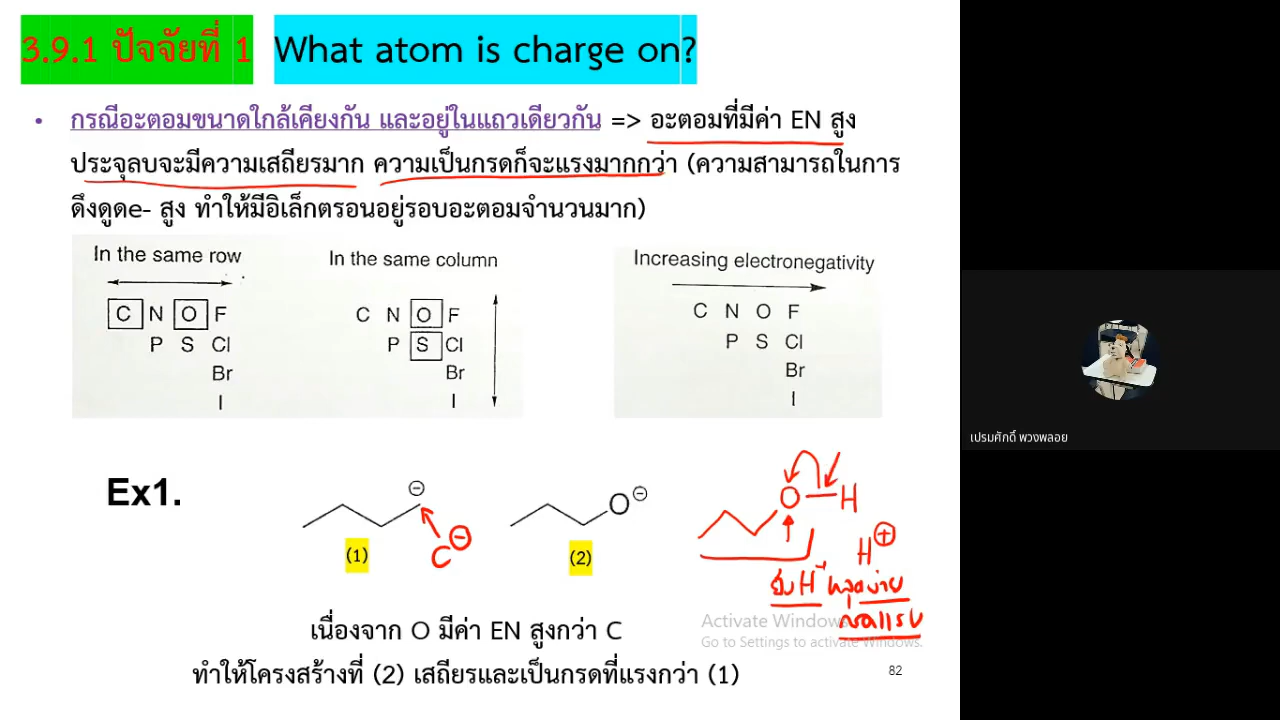 3.9.1 ปัจจัยที่ 1 What atom is charge on?
• กรณีอะตอมขนาดใกล้เคียงกัน และอยู่ในแถวเดียวกัน => อะตอมที่มีค่า EN สูง
ประจุลบจะมีความเสถียรมาก ความเป็นกรดก็จะแรงมากกว่า (ความสามารถในการ
ดึงดูดe- สูง ทำให้มีอิเล็กตรอนอยู่รอบอะตอมจำนวนมาก)
In the same row
C N O F
P S Cl
Br
I
In the same column
C N O F
P S Cl
Br
I
Increasing electronegativity
C N O F
P S Cl
Br
I
Ex1.
⊖
C⊖
(1)
O⊖
(2)
O H
H⊕
ยิ่ง H หลุดง่าย
กรดแรง
เนื่องจาก O มีค่า EN สูงกว่า C
ทำให้โครงสร้างที่ (2) เสถียรและเป็นกรดที่แรงกว่า (1)
Activate Windows
Go to Settings to activate Windows.
82
เปรมศักดิ์ พวงพลอย